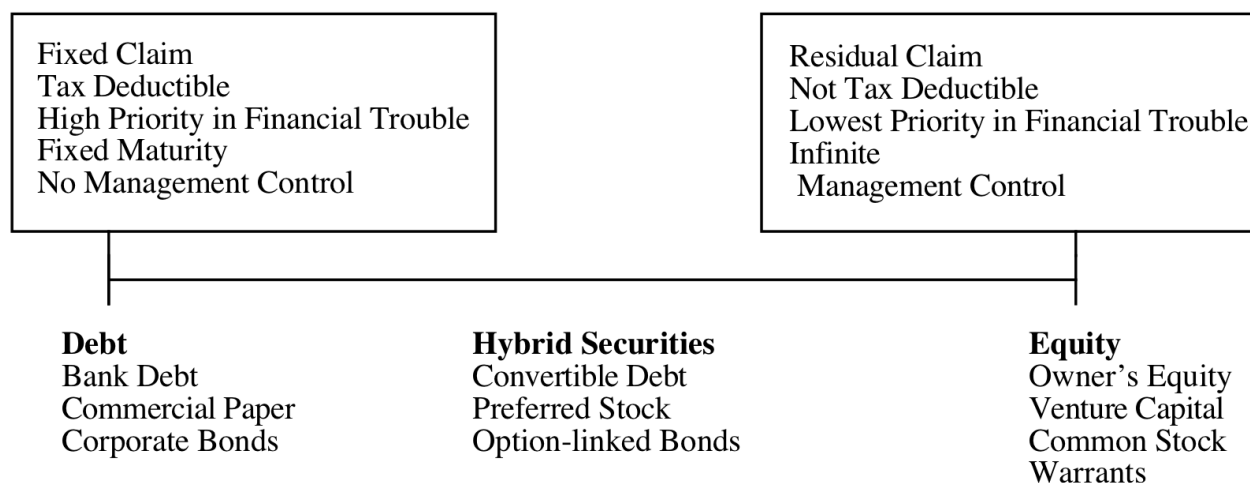 Fixed Claim
Tax Deductible
High Priority in Financial Trouble
Fixed Maturity
No Management Control
Residual Claim
Not Tax Deductible
Lowest Priority in Financial Trouble
Infinite
Management Control
Debt
Bank Debt
Commercial Paper
Corporate Bonds
Hybrid Securities
Convertible Debt
Preferred Stock
Option-linked Bonds
Equity
Owner’s Equity
Venture Capital
Common Stock
Warrants